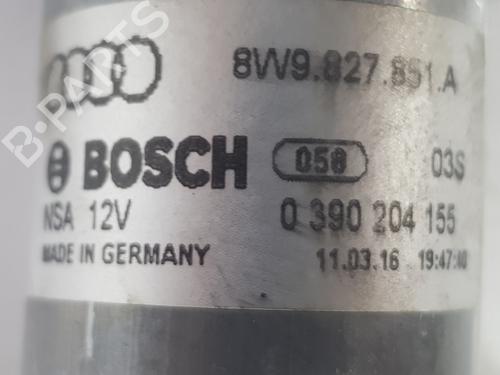 8W9.827.851.A
BOSCH 058 03S
NSA 12V 0 390 204 155
MADE IN GERMANY 11.03.16 19:47:40
B-PARTS